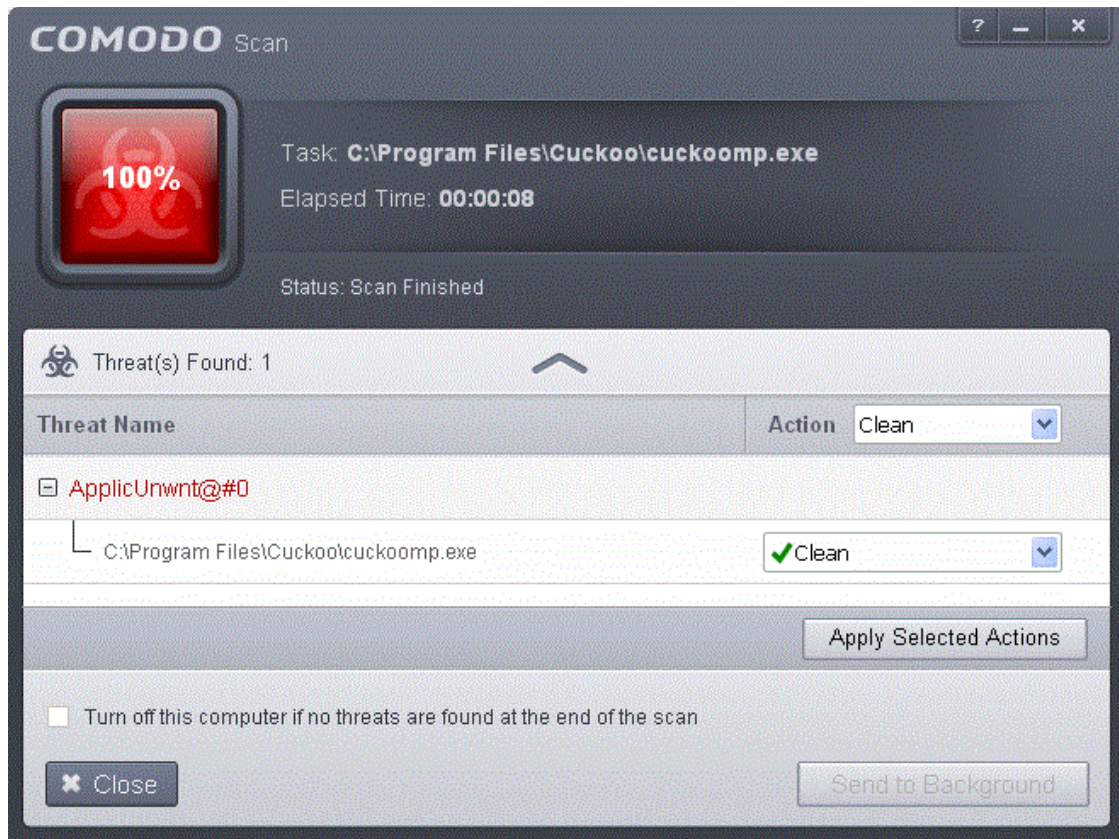 COMODO Scan
? – ×
100%
Task: C:\Program Files\Cuckoo\cuckoomp.exe
Elapsed Time: 00:00:08
Status: Scan Finished
Threat(s) Found: 1
Threat Name Action Clean
ApplicUnwnt@#0
C:\Program Files\Cuckoo\cuckoomp.exe Clean
Apply Selected Actions
Turn off this computer if no threats are found at the end of the scan
Close Send to Background